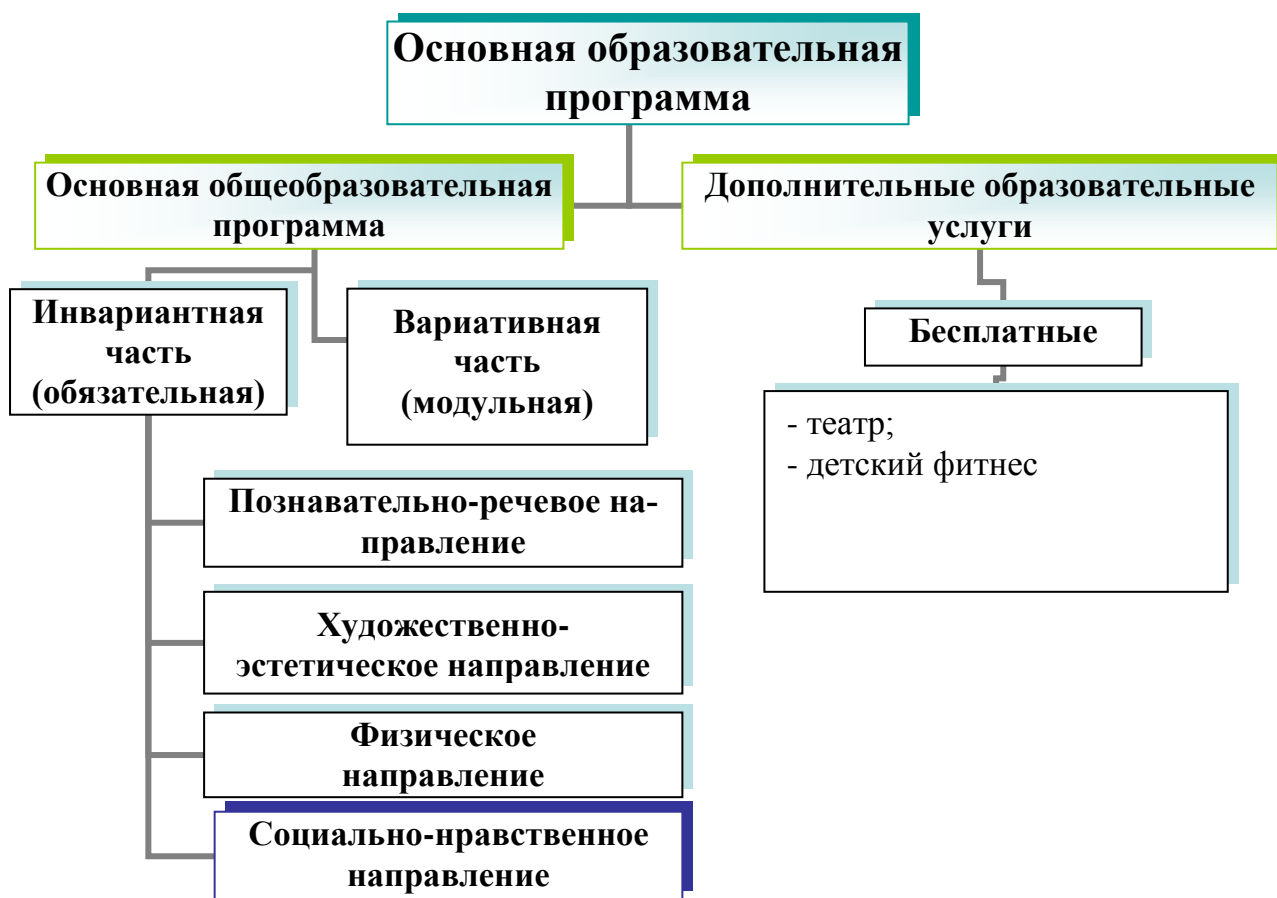 Основная образовательная
программа
Основная общеобразовательная
программа
Дополнительные образовательные
услуги
Инвариантная
часть
(обязательная)
Вариативная
часть
(модульная)
Бесплатные
- театр;
- детский фитнес
Познавательно-речевое на-
правление
Художественно-
эстетическое направление
Физическое
направление
Социально-нравственное
направление